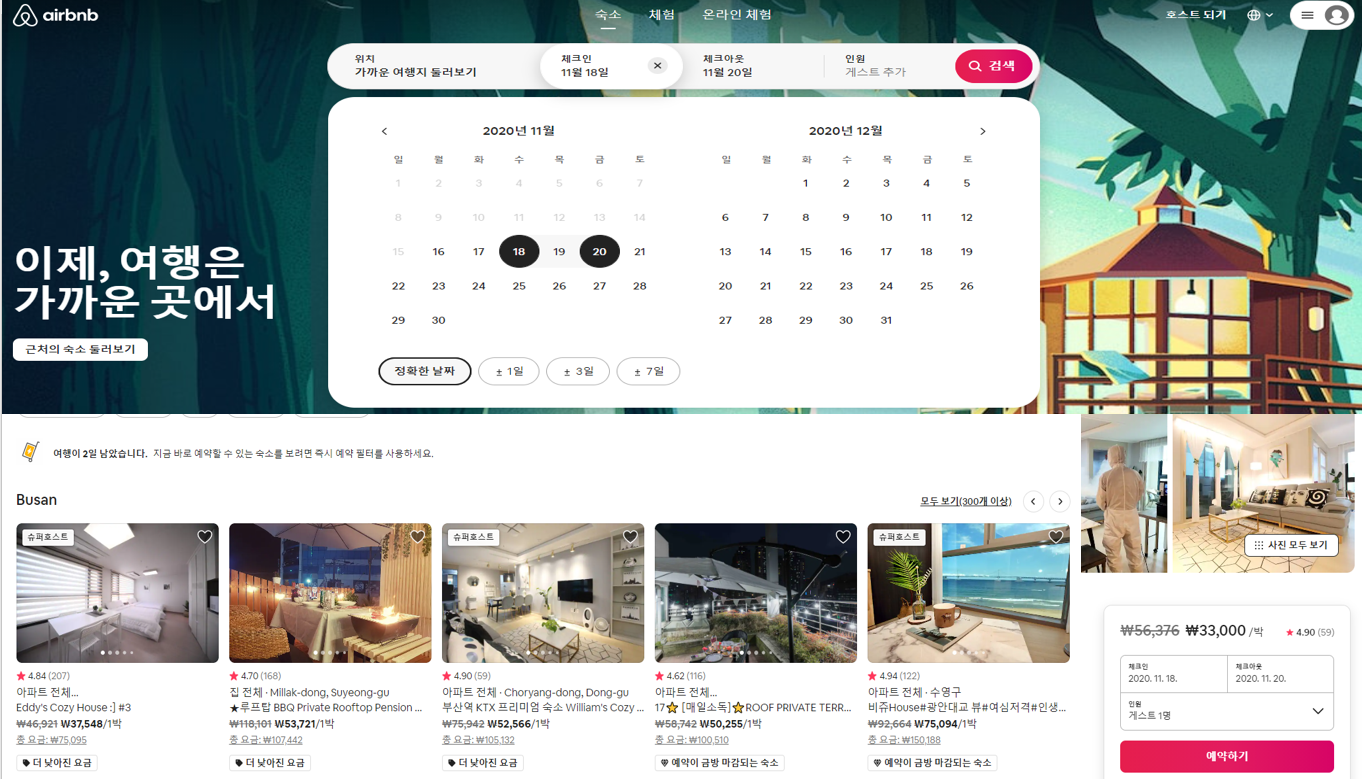 airbnb
숙소 체험 온라인 체험
호스트 되기
위치 체크인 체크아웃 인원
가까운 여행지 둘러보기 11월 18일 11월 20일 게스트 추가
검색
2020년 11월
일 월 화 수 목 금 토
1 2 3 4 5 6 7
8 9 10 11 12 13 14
15 16 17 18 19 20 21
22 23 24 25 26 27 28
29 30
2020년 12월
일 월 화 수 목 금 토
1 2 3 4 5
6 7 8 9 10 11 12
13 14 15 16 17 18 19
20 21 22 23 24 25 26
27 28 29 30 31
정확한 날짜 ± 1일 ± 3일 ± 7일
이제, 여행은
가까운 곳에서
근처의 숙소 둘러보기
여행이 2일 남았습니다. 지금 바로 예약할 수 있는 숙소를 보려면 즉시 예약 필터를 사용하세요.
Busan
모두 보기(300개 이상)
슈퍼호스트
★ 4.84 (207)
아파트 전체...
Eddy's Cozy House :] #3
₩46,921 ₩37,548/1박
총 요금: ₩75,095
더 낮아진 요금
★ 4.70 (168)
집 전체 · Millak-dong, Suyeong-gu
★루프탑 BBQ Private Rooftop Pension ...
₩118,101 ₩53,721/1박
총 요금: ₩107,442
더 낮아진 요금
슈퍼호스트
★ 4.90 (59)
아파트 전체 · Choryang-dong, Dong-gu
부산역 KTX 프리미엄 숙소 William's Cozy ...
₩75,942 ₩52,566/1박
총 요금: ₩105,132
더 낮아진 요금
★ 4.62 (116)
아파트 전체...
17⭐[매일소독]⭐ROOF PRIVATE TERR...
₩58,742 ₩50,255/1박
총 요금: ₩100,510
예약이 금방 마감되는 숙소
슈퍼호스트
★ 4.94 (122)
아파트 전체 · 수영구
비쥬House#광안대교 뷰#여심저격#인생...
₩92,664 ₩75,094/1박
총 요금: ₩150,188
예약이 금방 마감되는 숙소
사진 모두 보기
₩56,376 ₩33,000 /박 ★ 4.90 (59)
체크인 체크아웃
2020. 11. 18. 2020. 11. 20.
인원
게스트 1명
예약하기